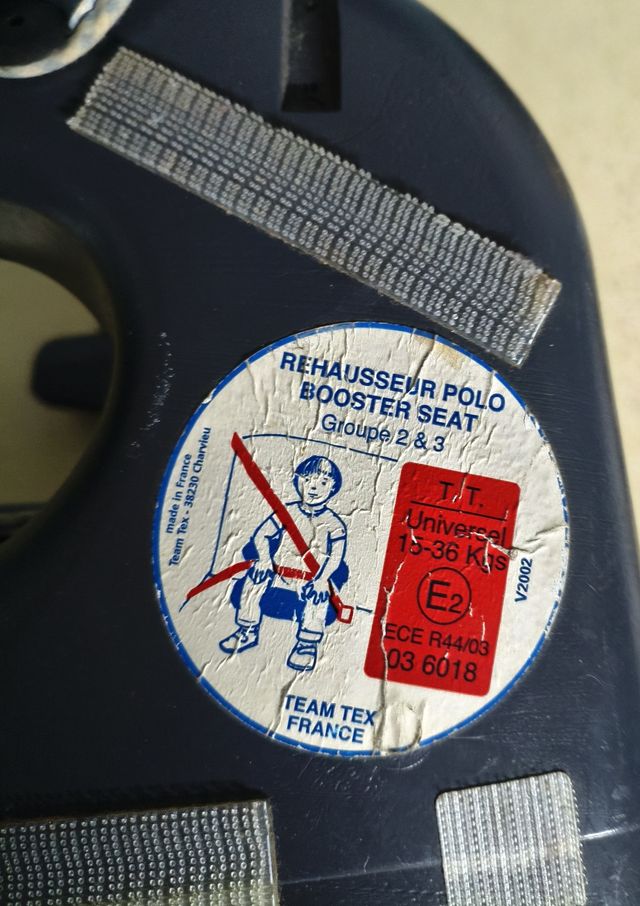 REHAUSSEUR POLO
BOOSTER SEAT
Groupe 2 & 3
made in France
Team Tex - 38230 Charvieu
T.T.
Universel
15-36 Kgs
E2
ECE R44/03
03 6018
V2002
TEAM TEX
FRANCE